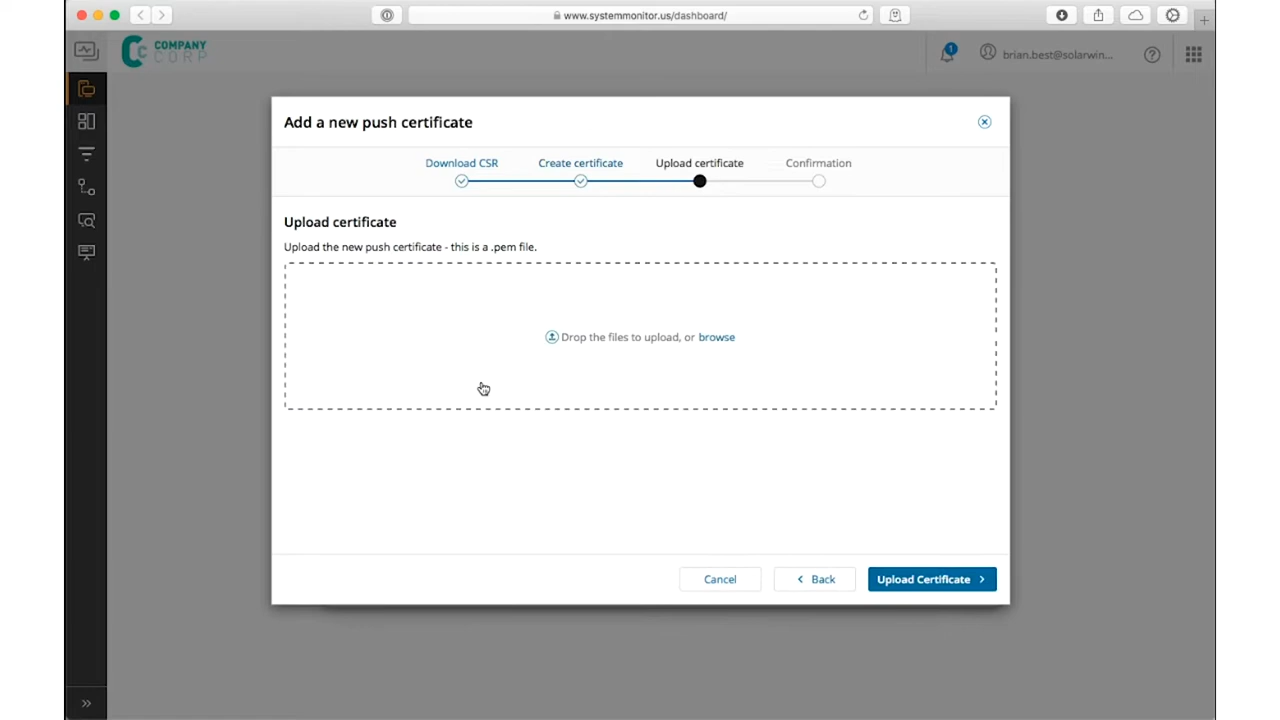 www.systemmonitor.us/dashboard/
COMPANY
CORP
1
brian.best@solarwin...
Add a new push certificate
Download CSR
Create certificate
Upload certificate
Confirmation
Upload certificate
Upload the new push certificate - this is a .pem file.
Drop the files to upload, or browse
Cancel
Back
Upload Certificate